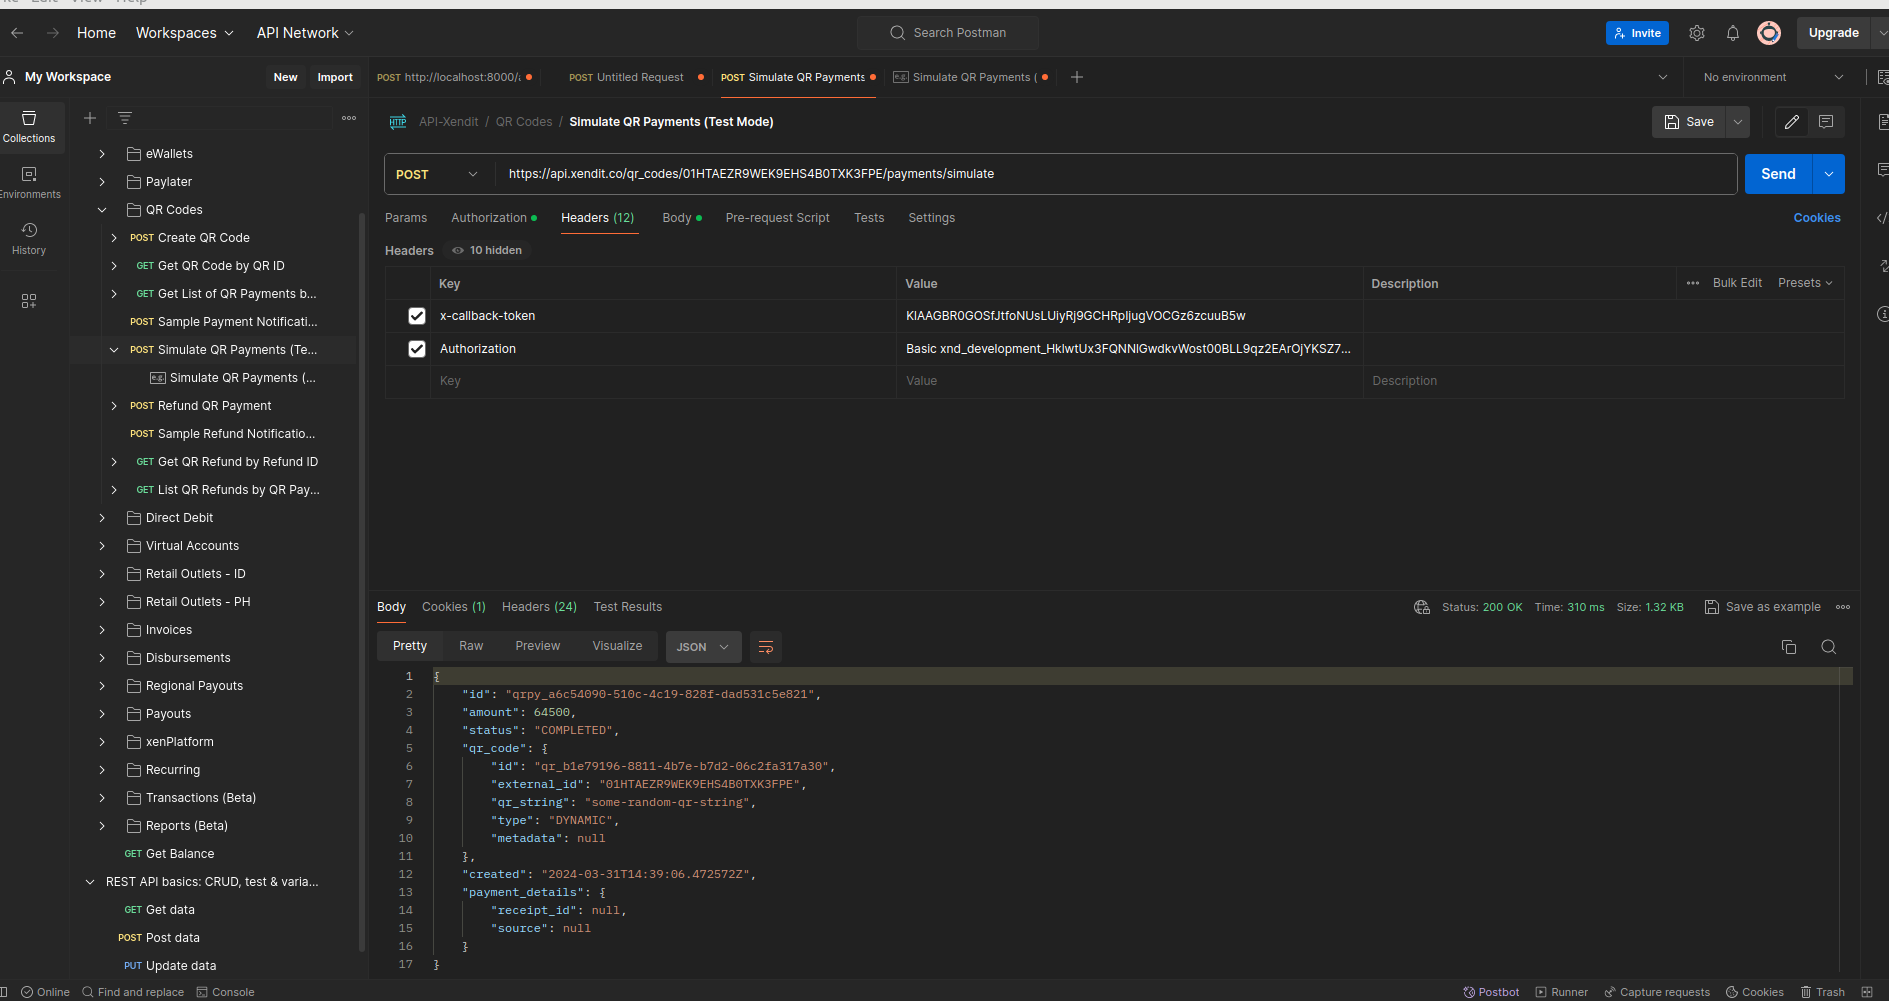 File Edit View Help
Home Workspaces API Network Search Postman Invite Upgrade
My Workspace New Import POST http://localhost:8000/ POST Untitled Request POST Simulate QR Payments e.g. Simulate QR Payments ( No environment
API-Xendit / QR Codes / Simulate QR Payments (Test Mode) Save
Collections
Environments
History
eWallets
Paylater
QR Codes
POST Create QR Code
GET Get QR Code by QR ID
GET Get List of QR Payments b...
POST Sample Payment Notificati...
POST Simulate QR Payments (Te...
e.g. Simulate QR Payments (...
POST Refund QR Payment
POST Sample Refund Notificatio...
GET Get QR Refund by Refund ID
GET List QR Refunds by QR Pay...
Direct Debit
Virtual Accounts
Retail Outlets - ID
Retail Outlets - PH
Invoices
Disbursements
Regional Payouts
Payouts
xenPlatform
Recurring
Transactions (Beta)
Reports (Beta)
GET Get Balance
REST API basics: CRUD, test & varia...
GET Get data
POST Post data
PUT Update data
HTTP
POST https://api.xendit.co/qr_codes/01HTAEZR9WEK9EHS4B0TXK3FPE/payments/simulate Send
Params Authorization Headers (12) Body Pre-request Script Tests Settings Cookies
Headers 10 hidden
Key Value Description Bulk Edit Presets
x-callback-token KIAAGBR0GOSfJtfoNUsLUiyRj9GCHRpljugVOCGz6zcuuB5w
Authorization Basic xnd_development_HklwtUx3FQNNlGwdkvWost00BLL9qz2EArOjYKSZ7...
Key Value Description
Body Cookies (1) Headers (24) Test Results Status: 200 OK Time: 310 ms Size: 1.32 KB Save as example
Pretty Raw Preview Visualize JSON
1 {
2 "id": "qrpy_a6c54090-510c-4c19-828f-dad531c5e821",
3 "amount": 64500,
4 "status": "COMPLETED",
5 "qr_code": {
6 "id": "qr_b1e79196-8811-4b7e-b7d2-06c2fa317a30",
7 "external_id": "01HTAEZR9WEK9EHS4B0TXK3FPE",
8 "qr_string": "some-random-qr-string",
9 "type": "DYNAMIC",
10 "metadata": null
11 },
12 "created": "2024-03-31T14:39:06.472572Z",
13 "payment_details": {
14 "receipt_id": null,
15 "source": null
16 }
17 }
Online Find and replace Console Postbot Runner Capture requests Cookies Trash